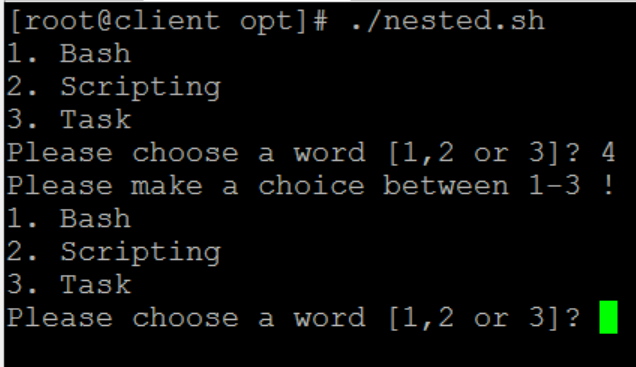 [root@client opt]# ./nested.sh
1. Bash
2. Scripting
3. Task
Please choose a word [1,2 or 3]? 4
Please make a choice between 1-3 !
1. Bash
2. Scripting
3. Task
Please choose a word [1,2 or 3]?